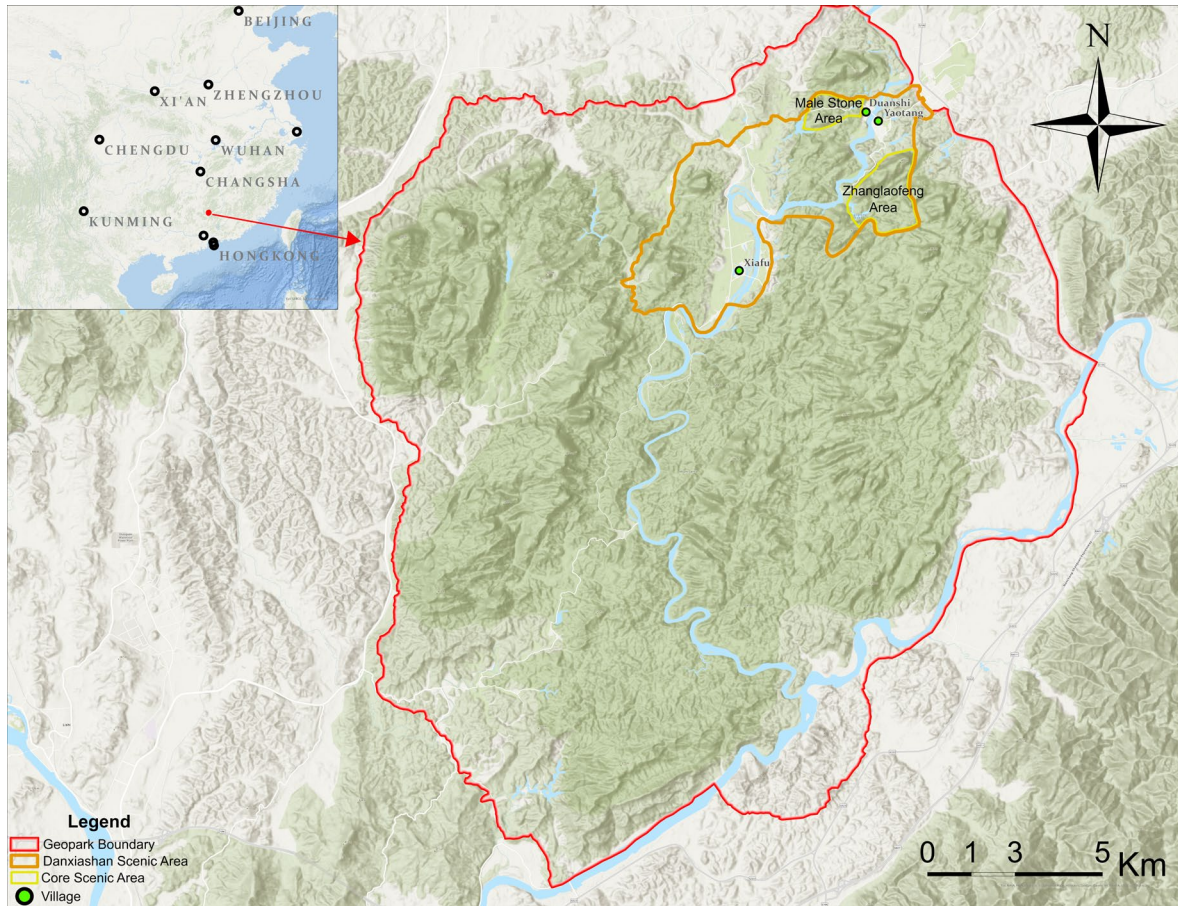 BEIJING
XI'AN
ZHENGZHOU
CHENGDU
WUHAN
CHANGSHA
KUNMING
HONGKONG
N
Male Stone
Area
Duanshi
Yaotang
Zhanglaofeng
Area
Xiafu
Legend
Geopark Boundary
Danxiashan Scenic Area
Core Scenic Area
Village
0 1 3 5 Km